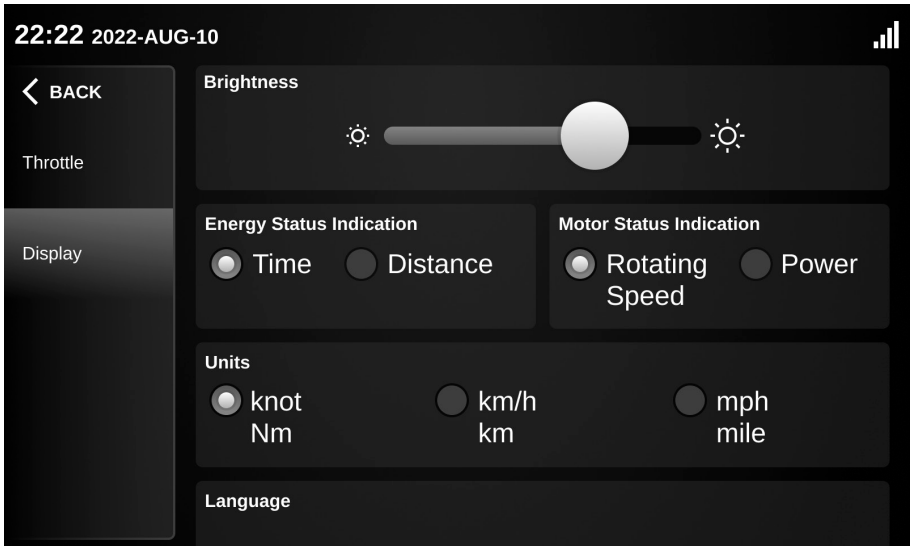 22:22 2022-AUG-10
BACK
Throttle
Display
Brightness
Energy Status Indication
Time Distance
Motor Status Indication
Rotating Power
Speed
Units
knot km/h mph
Nm km mile
Language